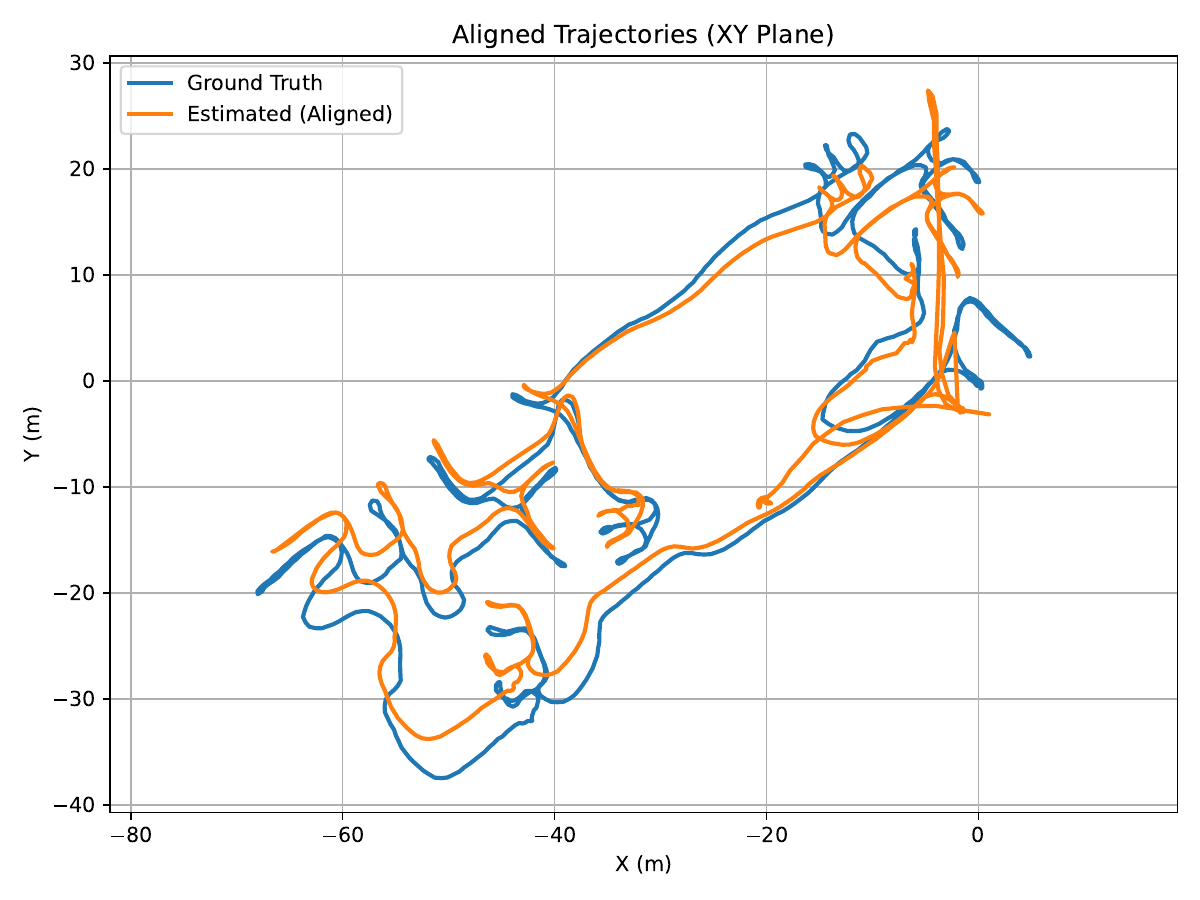 Aligned Trajectories (XY Plane)
Ground Truth
Estimated (Aligned)
30
20
10
0
−10
−20
−30
−40
Y (m)
−80
−60
−40
−20
0
X (m)